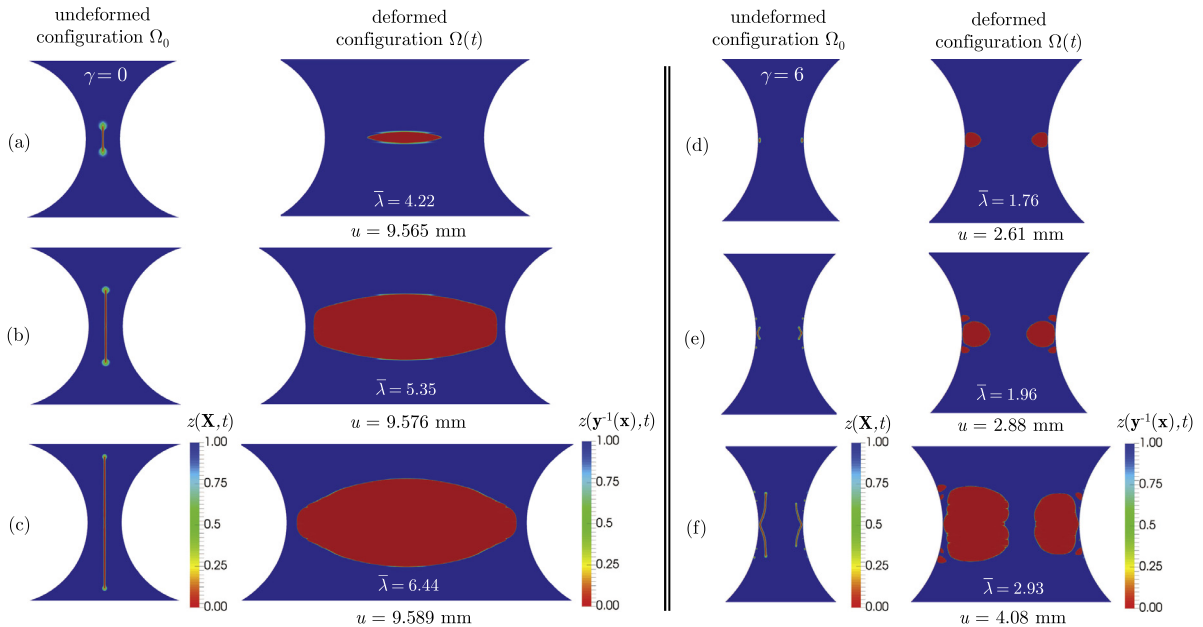 undeformed
configuration Ω₀
deformed
configuration Ω(t)
γ = 0
(a)
λ̅ = 4.22
u = 9.565 mm
(b)
λ̅ = 5.35
u = 9.576 mm
z(X,t)
1.00
0.75
0.5
0.25
0.00
z(y⁻¹(x),t)
1.00
0.75
0.5
0.25
0.00
(c)
λ̅ = 6.44
u = 9.589 mm
undeformed
configuration Ω₀
deformed
configuration Ω(t)
γ = 6
(d)
λ̅ = 1.76
u = 2.61 mm
(e)
λ̅ = 1.96
u = 2.88 mm
z(X,t)
1.00
0.75
0.5
0.25
0.00
z(y⁻¹(x),t)
1.00
0.75
0.5
0.25
0.00
(f)
λ̅ = 2.93
u = 4.08 mm